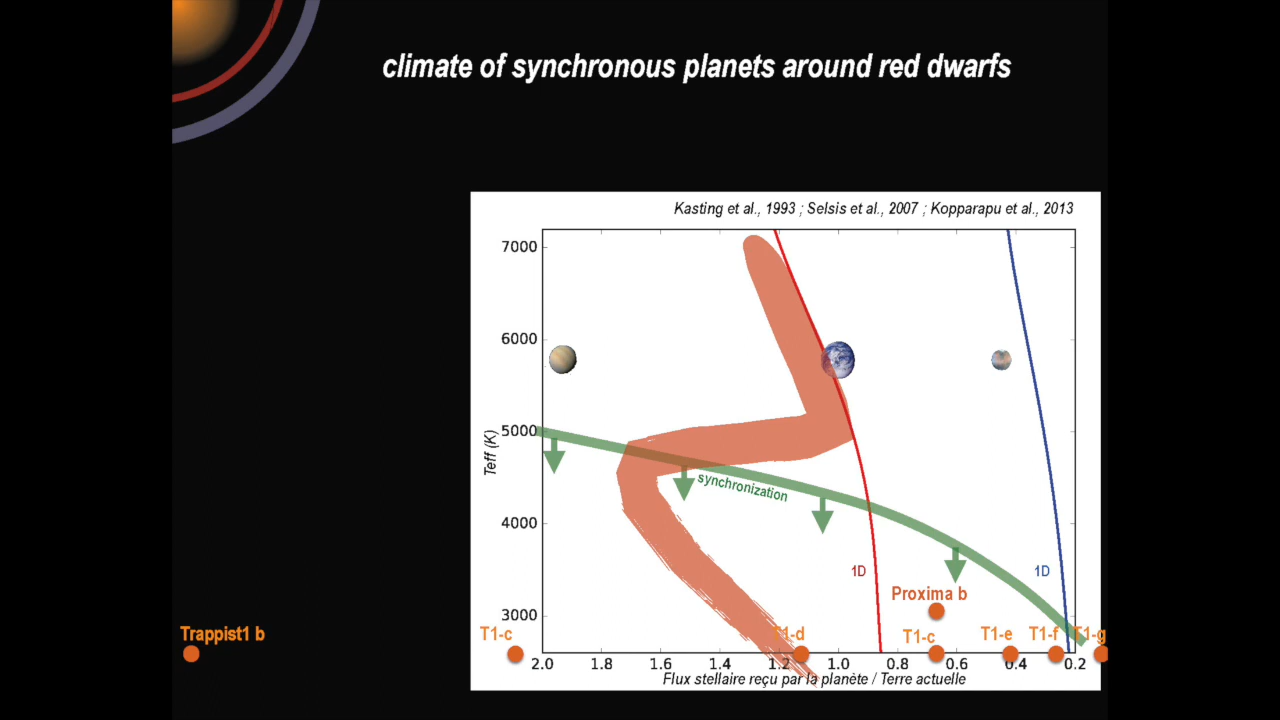 climate of synchronous planets around red dwarfs
Kasting et al., 1993 ; Selsis et al., 2007 ; Kopparapu et al., 2013
7000
6000
5000
4000
3000
Teff (K)
synchronization
1D
1D
Proxima b
Trappist1 b
T1-c
T1-d
T1-c
T1-e
T1-f
T1-g
2.0 1.8 1.6 1.4 1.2 1.0 0.8 0.6 0.4 0.2
Flux stellaire reçu par la planète / Terre actuelle